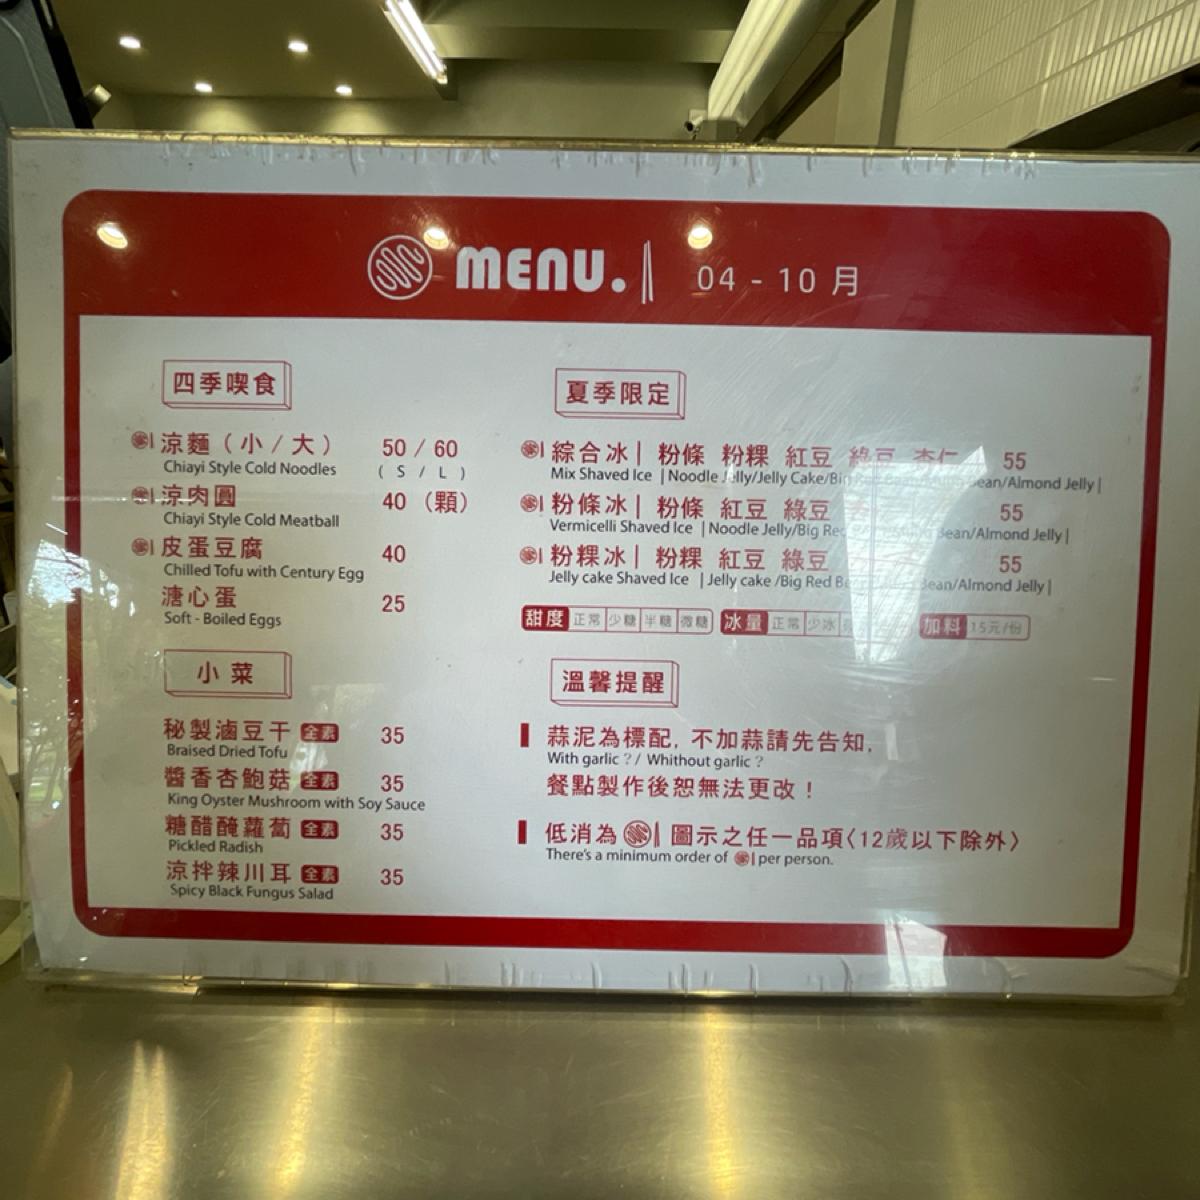 MENU. 04 - 10 月
四季喫食
涼麵（小 / 大） 50 / 60
Chiayi Style Cold Noodles ( S / L )
涼肉圓 40 （顆）
Chiayi Style Cold Meatball
皮蛋豆腐 40
Chilled Tofu with Century Egg
溏心蛋 25
Soft - Boiled Eggs
小菜
秘製滷豆干 全素 35
Braised Dried Tofu
醬香杏鮑菇 全素 35
King Oyster Mushroom with Soy Sauce
糖醋醃蘿蔔 全素 35
Pickled Radish
涼拌辣川耳 全素 35
Spicy Black Fungus Salad
夏季限定
綜合冰| 粉條 粉粿 紅豆 綠豆 杏仁 55
Mix Shaved Ice | Noodle Jelly/Jelly Cake/Big Red Bean/Almond Jelly |
粉條冰| 粉條 紅豆 綠豆 55
Vermicelli Shaved Ice | Noodle Jelly/Big Red Bean/Almond Jelly |
粉粿冰| 粉粿 紅豆 綠豆 55
Jelly cake Shaved Ice | Jelly cake /Big Red Bean/Almond Jelly |
甜度 正常 少糖 半糖 微糖 冰量 正常 少冰 加料 15元/份
溫馨提醒
蒜泥為標配, 不加蒜請先告知,
With garlic ? / Whithout garlic ?
餐點製作後恕無法更改！
低消為 圖示之任一品項〈12歲以下除外〉
There's a minimum order of per person.